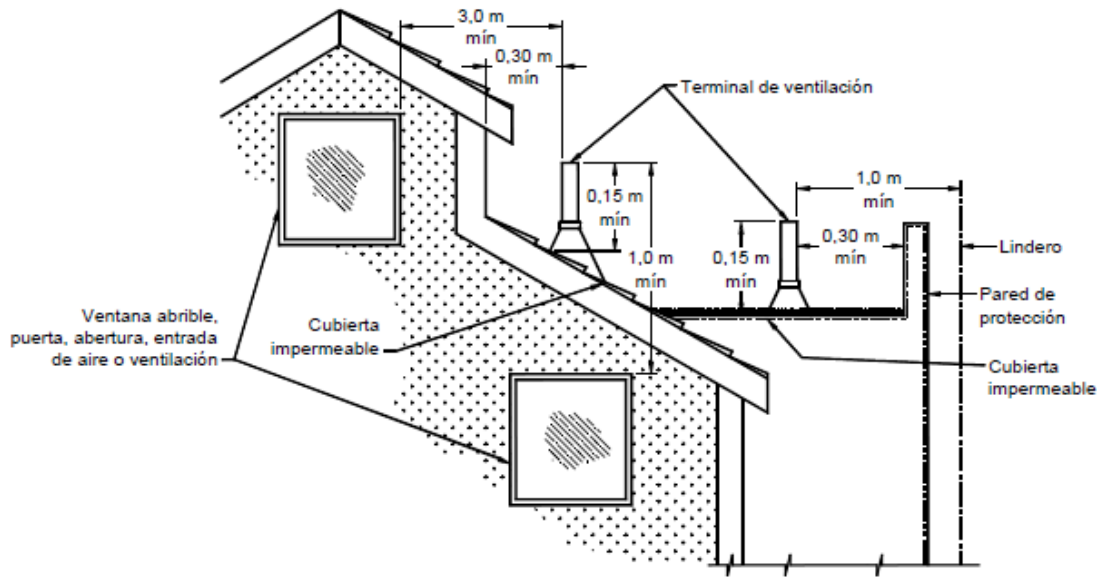 3,0 m
mín
0,30 m
mín
Terminal de ventilación
0,15 m
mín
1,0 m
mín
1,0 m
mín
0,30 m
0,15 m
mín
mín
Lindero
Pared de
protección
Ventana abrible,
puerta, abertura, entrada
de aire o ventilación
Cubierta
impermeable
Cubierta
impermeable